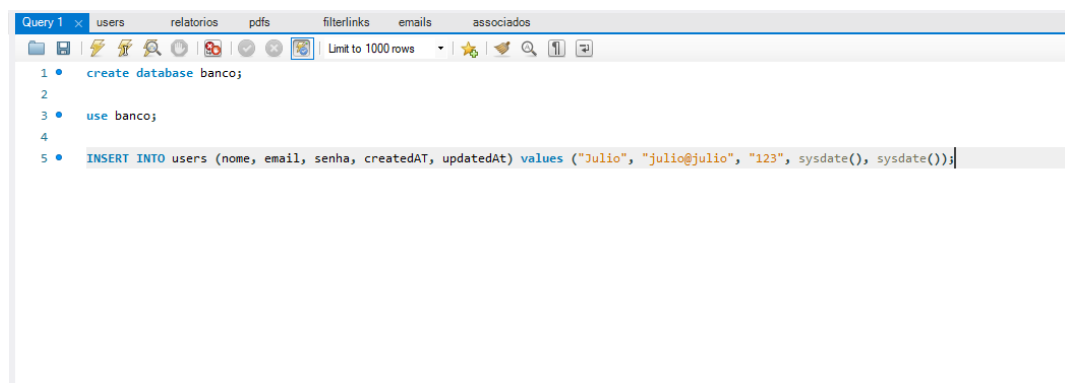 Query 1 users relatorios pdfs filterlinks emails associados
Limit to 1000 rows
1 create database banco;
2
3 use banco;
4
5 INSERT INTO users (nome, email, senha, createdAT, updatedAt) values ("Julio", "julio@julio", "123", sysdate(), sysdate());